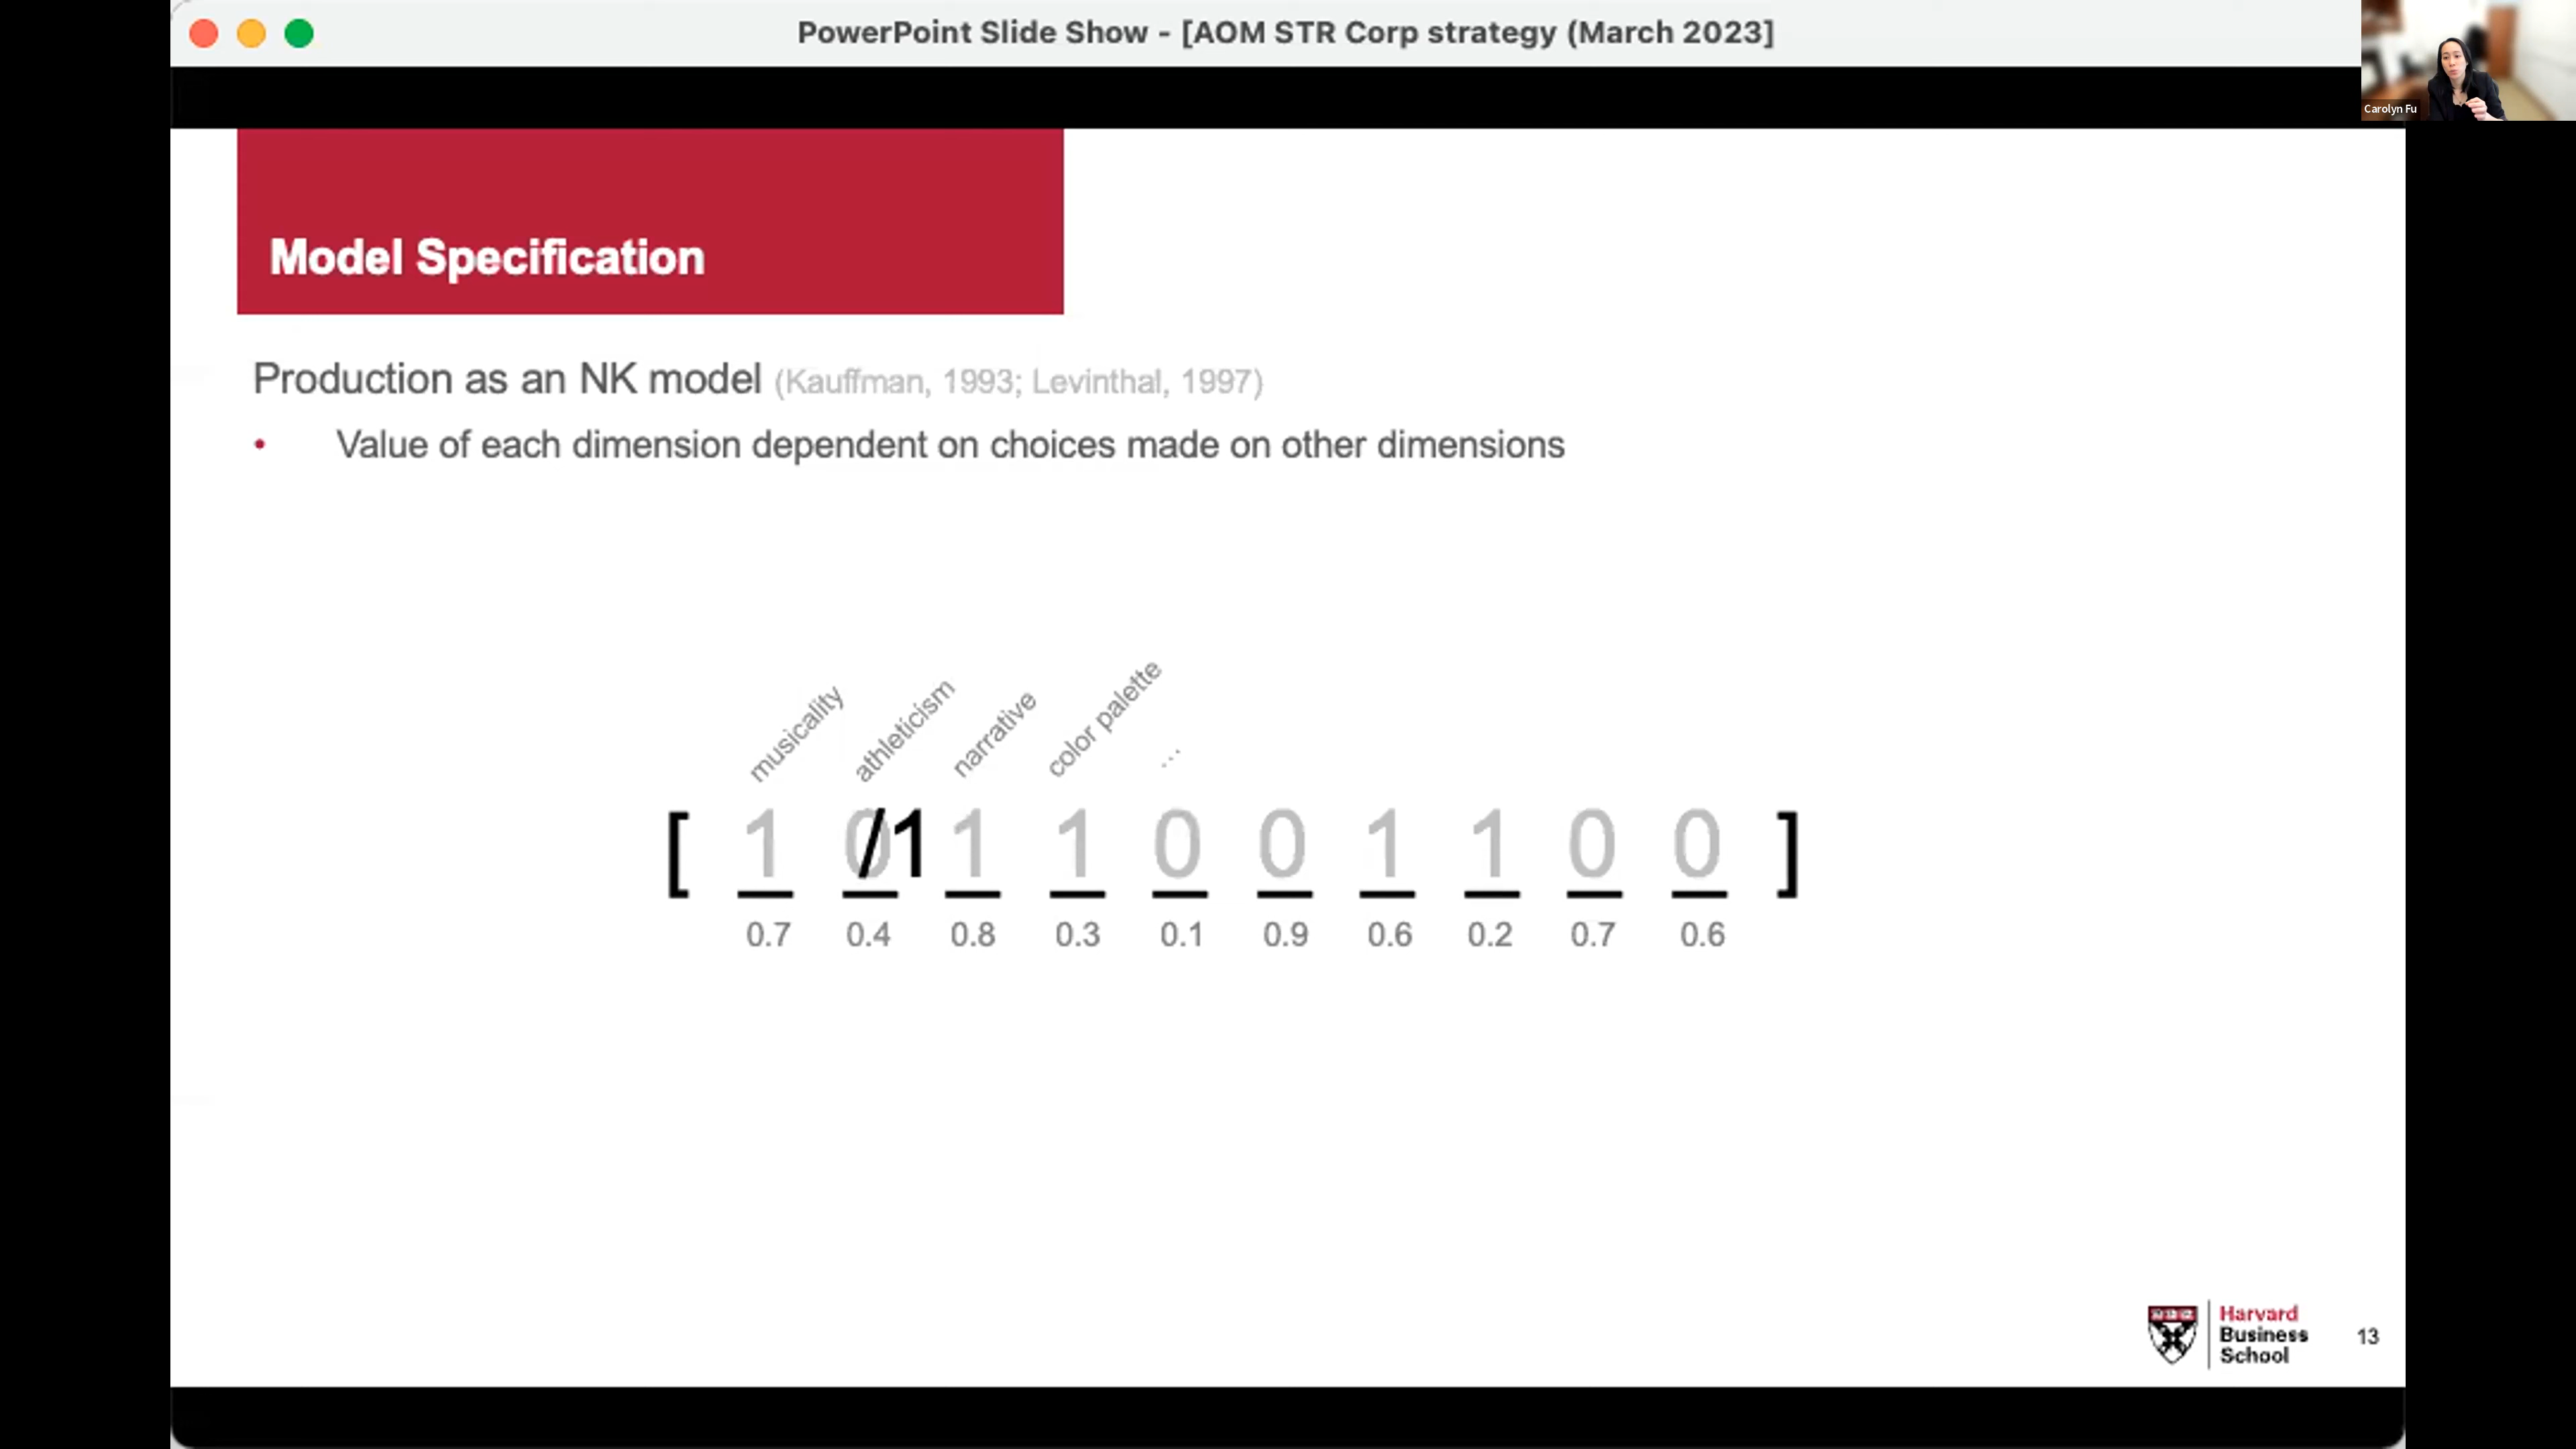 PowerPoint Slide Show - [AOM STR Corp strategy (March 2023]
Carolyn Fu
Model Specification
Production as an NK model (Kauffman, 1993; Levinthal, 1997)
• Value of each dimension dependent on choices made on other dimensions
musicality athleticism narrative color palette ...
[ 1 0/1 1 1 0 0 1 1 0 0 ]
0.7 0.4 0.8 0.3 0.1 0.9 0.6 0.2 0.7 0.6
Harvard
Business
School
13